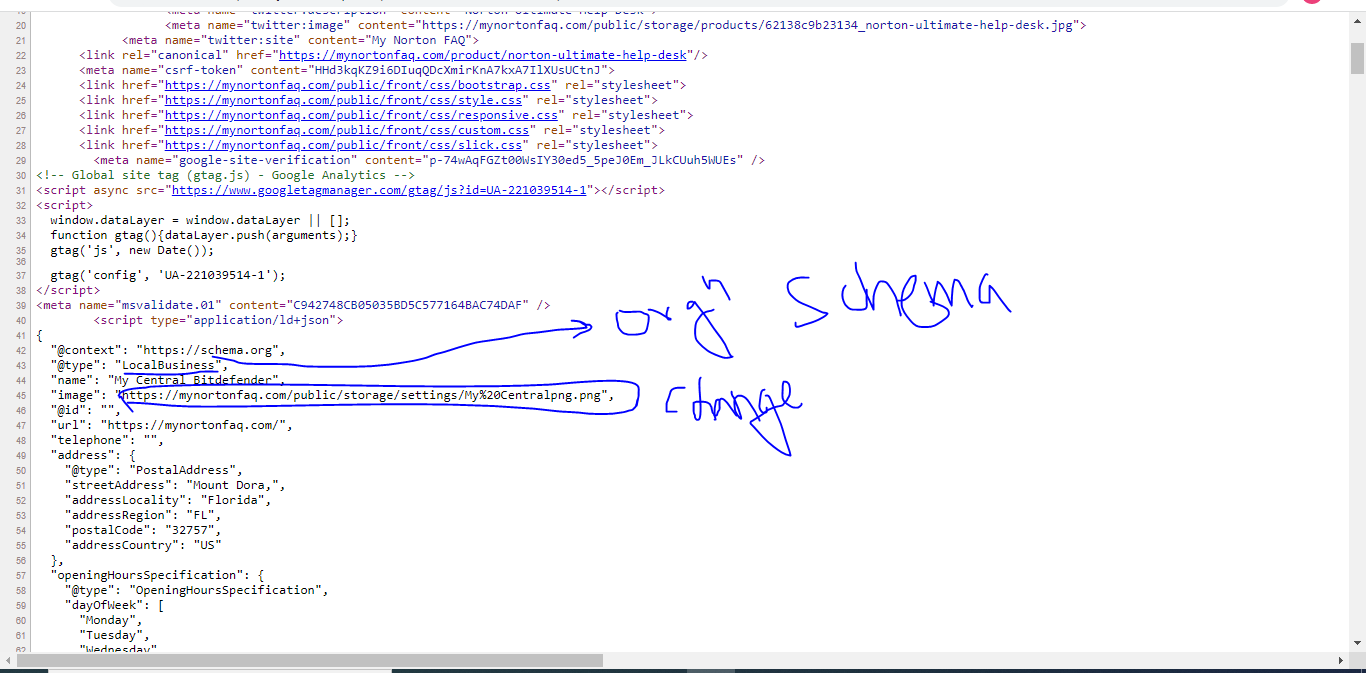 20 <meta name="twitter:image" content="https://mynortonfaq.com/public/storage/products/62138c9b23134_norton-ultimate-help-desk.jpg">
21 <meta name="twitter:site" content="My Norton FAQ">
22 <link rel="canonical" href="https://mynortonfaq.com/product/norton-ultimate-help-desk"/>
23 <meta name="csrf-token" content="HHd3kqKZ9i6DIuqQDcXmirKnA7kxA7IlXUsUCtnJ">
24 <link href="https://mynortonfaq.com/public/front/css/bootstrap.css" rel="stylesheet">
25 <link href="https://mynortonfaq.com/public/front/css/style.css" rel="stylesheet">
26 <link href="https://mynortonfaq.com/public/front/css/responsive.css" rel="stylesheet">
27 <link href="https://mynortonfaq.com/public/front/css/custom.css" rel="stylesheet">
28 <link href="https://mynortonfaq.com/public/front/css/slick.css" rel="stylesheet">
29 <meta name="google-site-verification" content="p-74wAqFGZt00WsIY30ed5_5peJ0Em_JLkCUuh5WUEs" />
30 <!-- Global site tag (gtag.js) - Google Analytics -->
31 <script async src="https://www.googletagmanager.com/gtag/js?id=UA-221039514-1"></script>
32 <script>
33 window.dataLayer = window.dataLayer || [];
34 function gtag(){dataLayer.push(arguments);}
35 gtag('js', new Date());
36
37 gtag('config', 'UA-221039514-1');
38 </script>
39 <meta name="msvalidate.01" content="C942748CB05035BD5C577164BAC74DAF" />
40 <script type="application/ld+json">
41 {
42 "@context": "https://schema.org",
43 "@type": "LocalBusiness",
orgn Schema
44 "name": "My Central Bitdefender",
45 "image": "https://mynortonfaq.com/public/storage/settings/My%20Centralpng.png",
change
46 "@id": "",
47 "url": "https://mynortonfaq.com/",
48 "telephone": "",
49 "address": {
50 "@type": "PostalAddress",
51 "streetAddress": "Mount Dora,",
52 "addressLocality": "Florida",
53 "addressRegion": "FL",
54 "postalCode": "32757",
55 "addressCountry": "US"
56 },
57 "openingHoursSpecification": {
58 "@type": "OpeningHoursSpecification",
59 "dayOfWeek": [
60 "Monday",
61 "Tuesday",
62 "Wednesday"